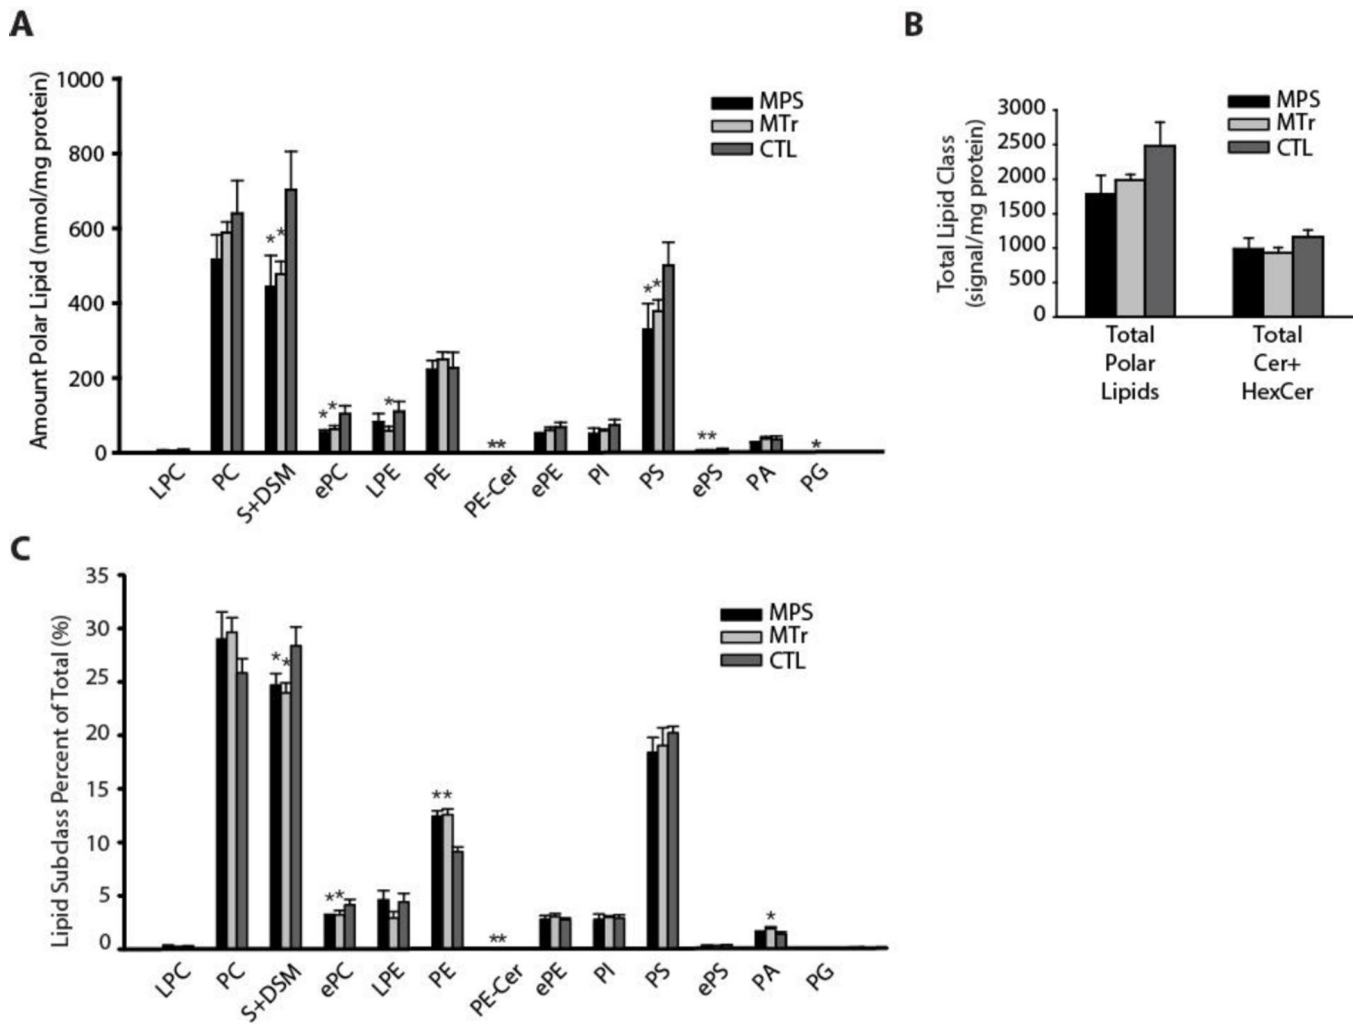 A
Amount Polar Lipid (nmol/mg protein)
1000
800
600
400
200
0
MPS
MTr
CTL
* *
* *
*
**
* *
**
*
LPC
PC
S+DSM
ePC
LPE
PE
PE-Cer
ePE
PI
PS
ePS
PA
PG
B
Total Lipid Class
(signal/mg protein)
3000
2500
2000
1500
1000
500
0
MPS
MTr
CTL
Total
Polar
Lipids
Total
Cer+
HexCer
C
Lipid Subclass Percent of Total (%)
35
30
25
20
15
10
5
0
MPS
MTr
CTL
* *
* *
**
**
*
LPC
PC
S+DSM
ePC
LPE
PE
PE-Cer
ePE
PI
PS
ePS
PA
PG